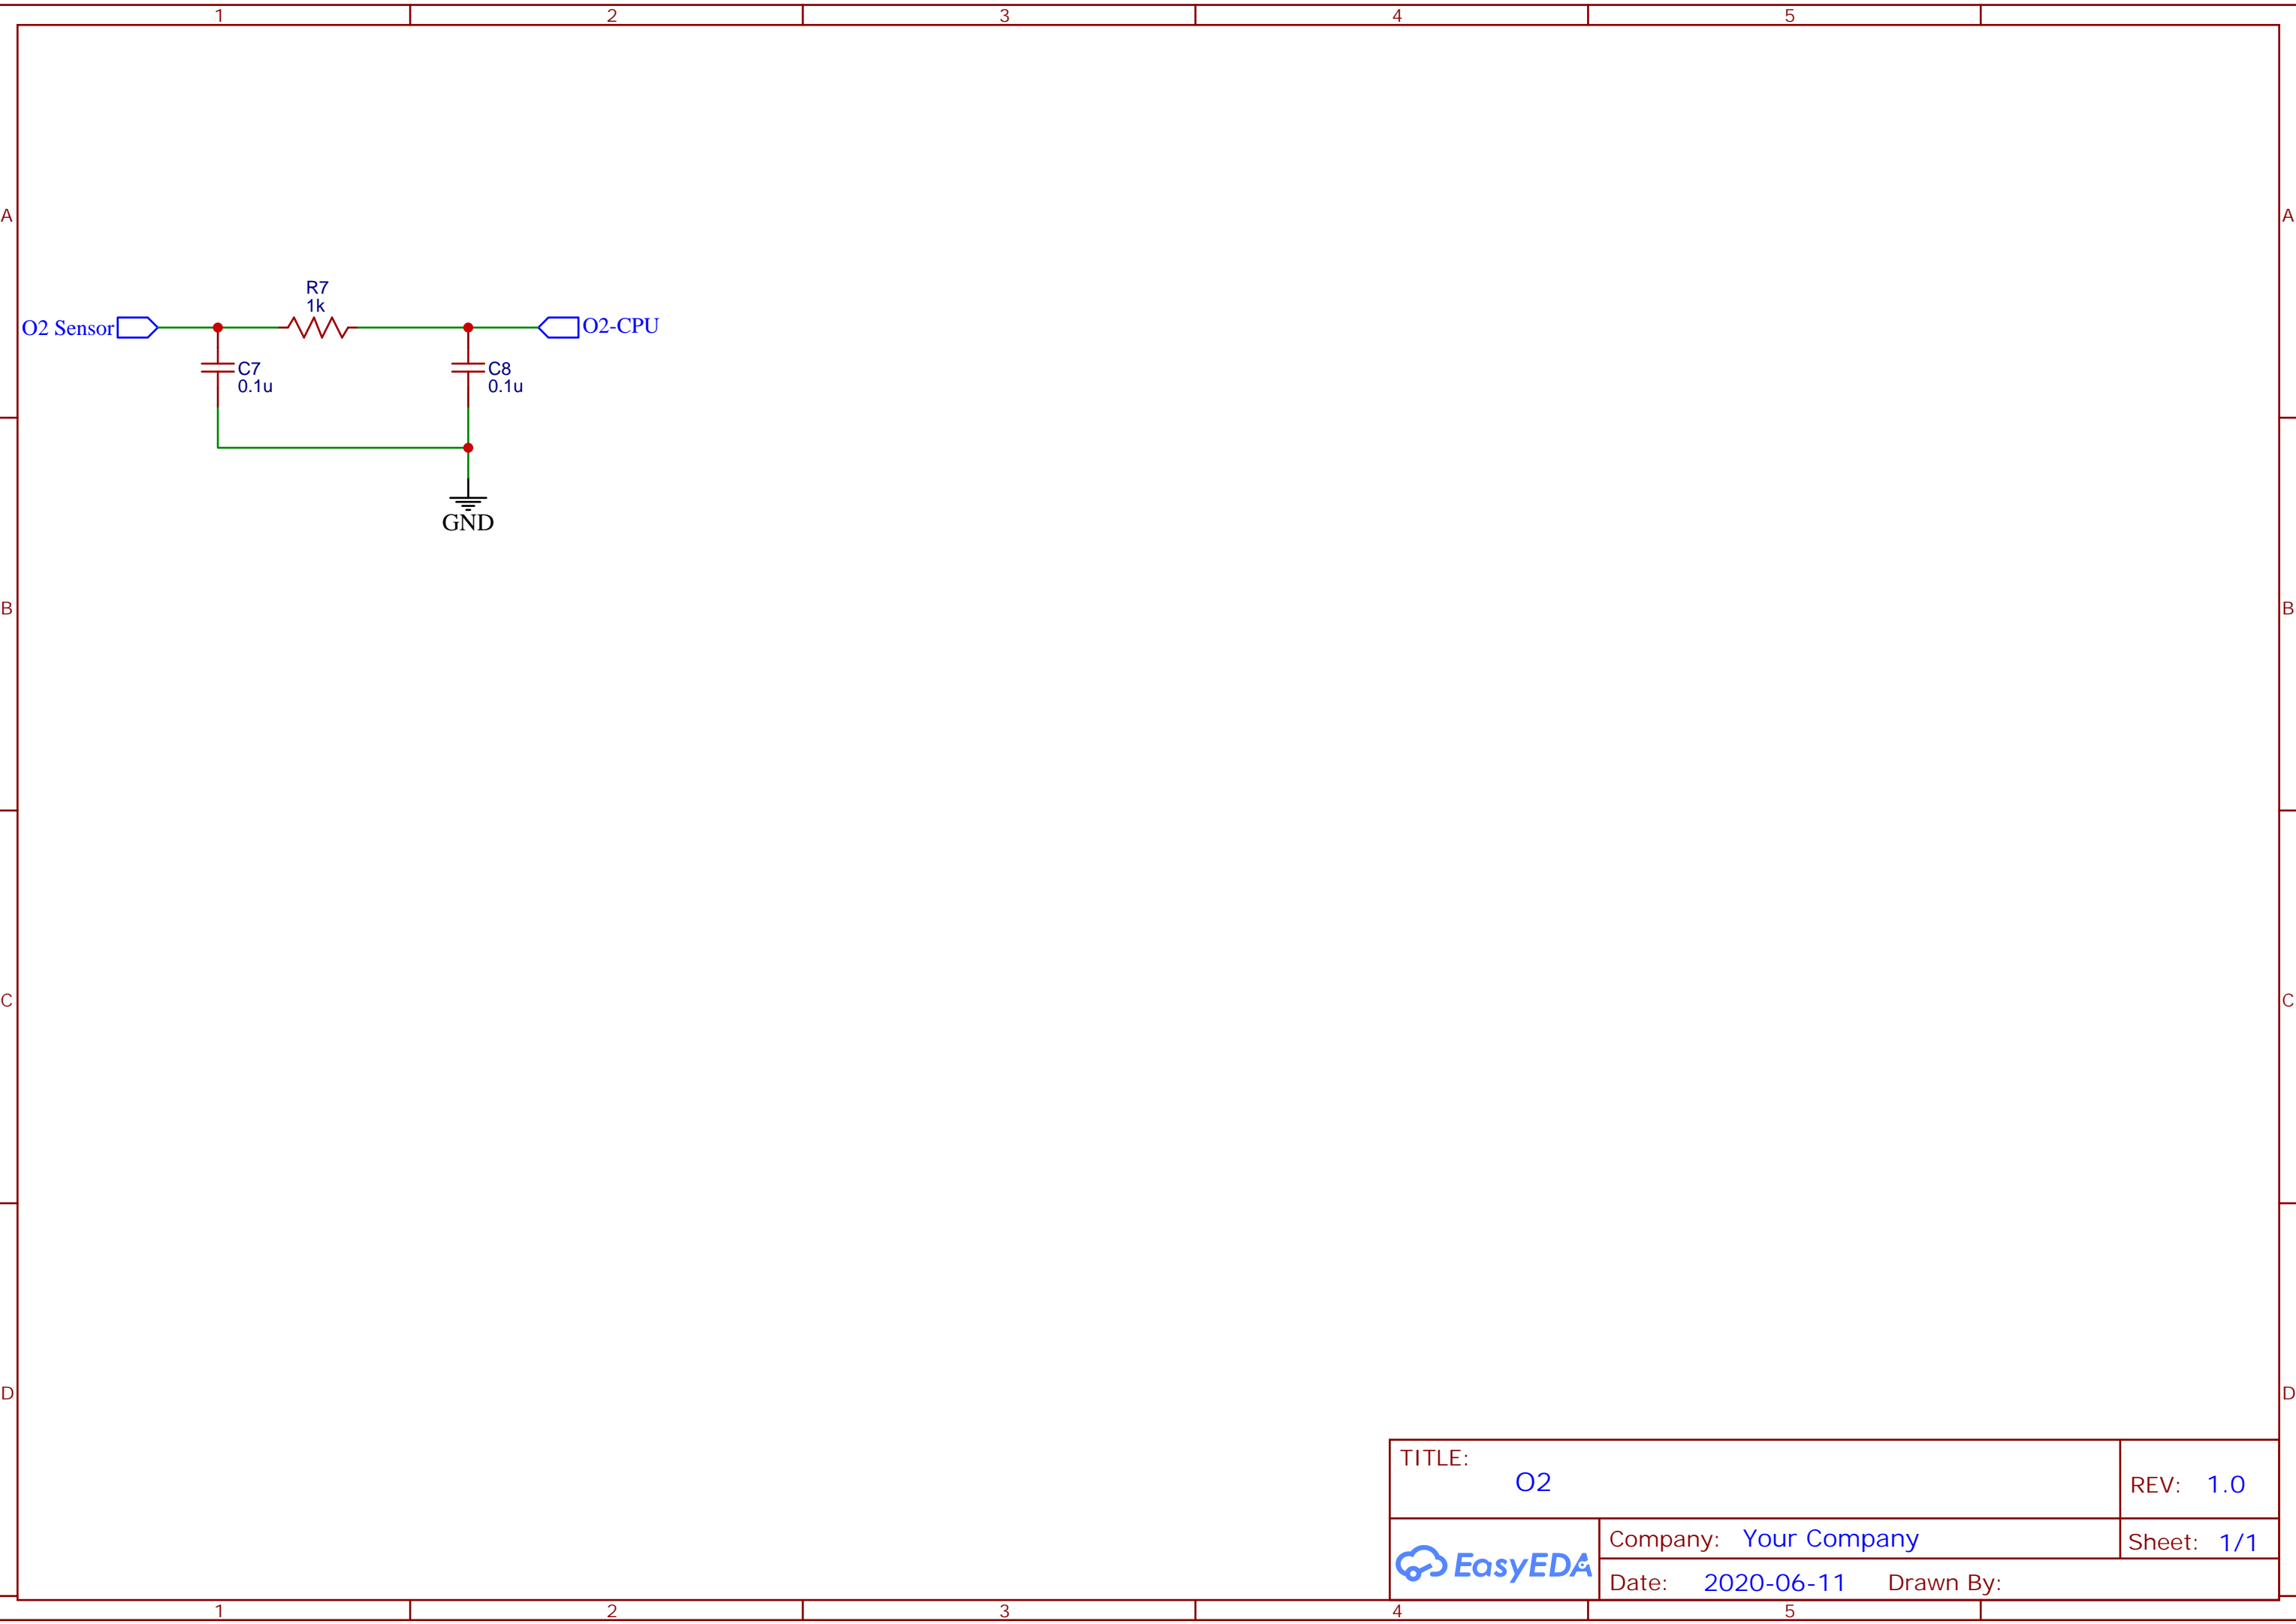 1 2 3 4 5
A A
R7
1k
O2 Sensor O2-CPU
C7 C8
0.1u 0.1u
GND
B B
C C
D D
TITLE:
O2
REV: 1.0
EasyEDA
Company: Your Company
Sheet: 1/1
Date: 2020-06-11 Drawn By:
1 2 3 4 5